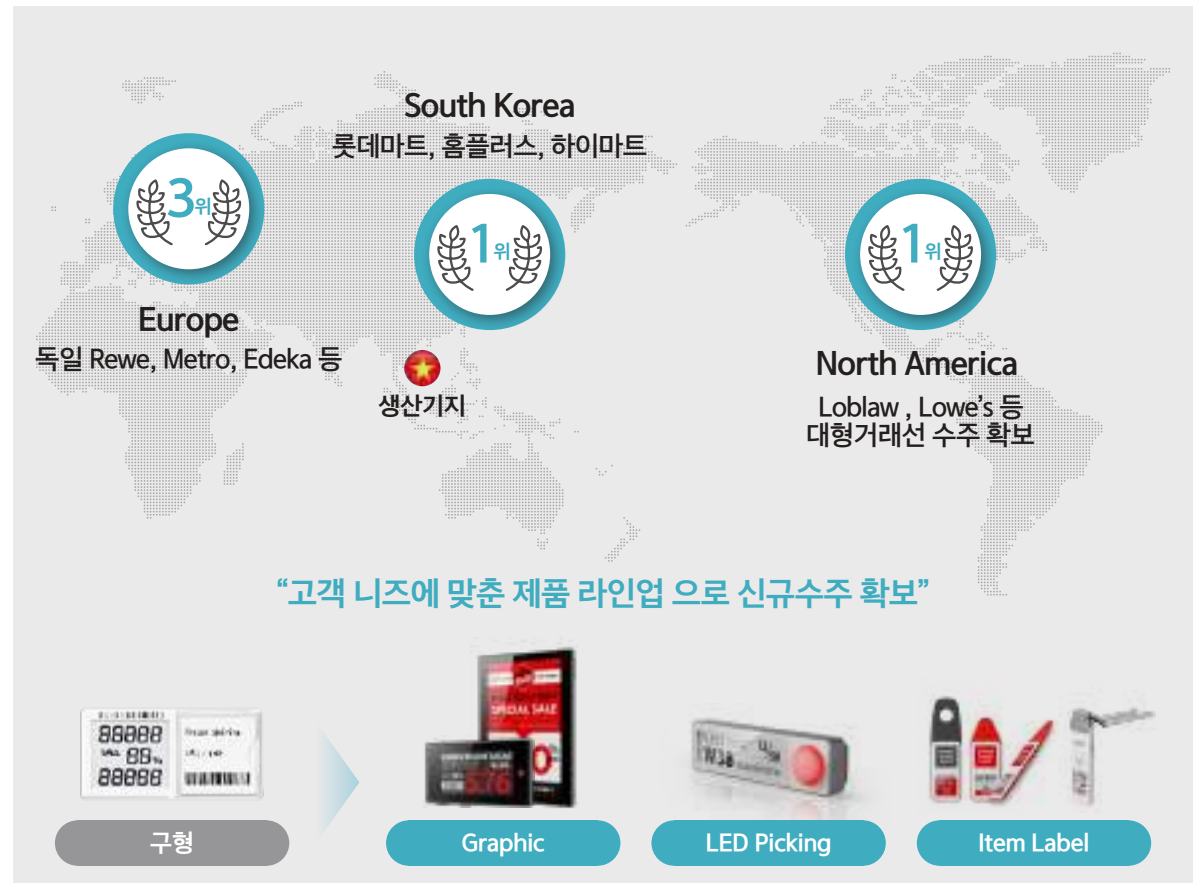 South Korea
롯데마트, 홈플러스, 하이마트
3위
1위
1위
Europe
독일 Rewe, Metro, Edeka 등
생산기지
North America
Loblaw , Lowe's 등
대형거래선 수주 확보
“고객 니즈에 맞춘 제품 라인업 으로 신규수주 확보”
88888
88%
88888
SPECIAL SALE
구형
Graphic
LED Picking
Item Label